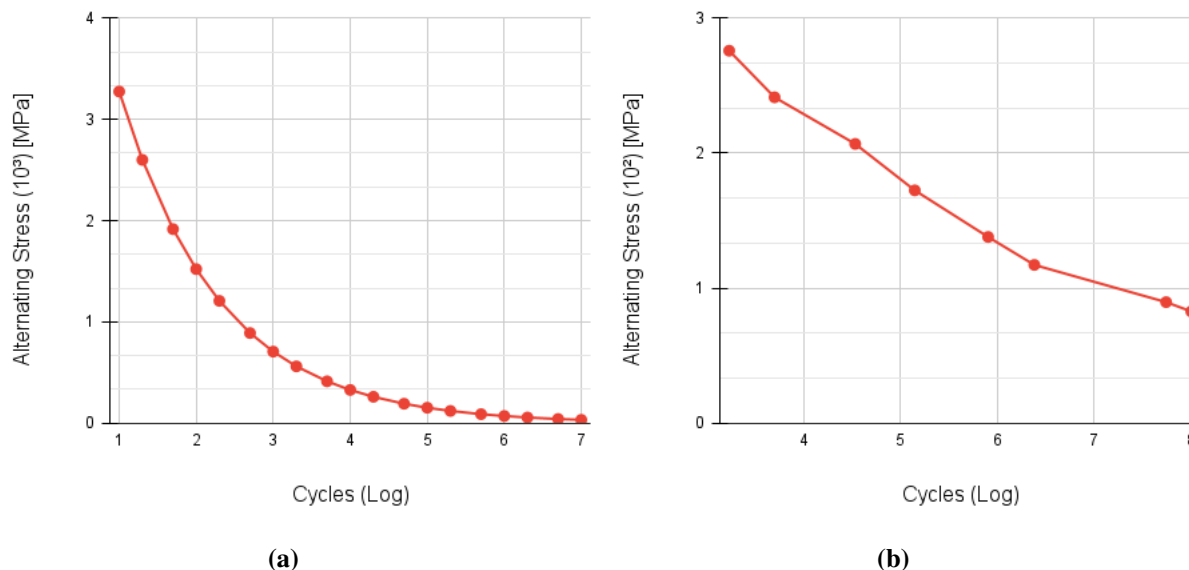 4
3
2
1
0
Alternating Stress (10³) [MPa]
1 2 3 4 5 6 7
Cycles (Log)
(a)
3
2
1
0
Alternating Stress (10²) [MPa]
4 5 6 7 8
Cycles (Log)
(b)